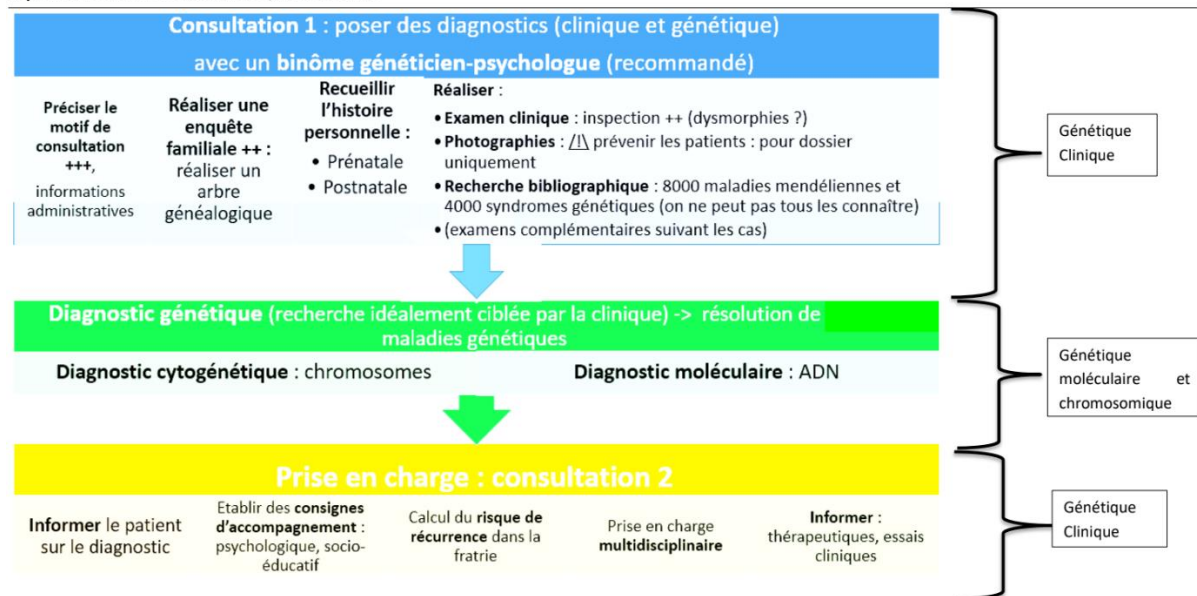 Consultation 1 : poser des diagnostics (clinique et génétique)
avec un binôme généticien-psychologue (recommandé)
Préciser le
motif de
consultation
+++,
informations
administratives
Réaliser une
enquête
familiale ++ :
réaliser un
arbre
généalogique
Recueillir
l'histoire
personnelle :
• Prénatale
• Postnatale
Réaliser :
• Examen clinique : inspection ++ (dysmorphies ?)
• Photographies : /!\ prévenir les patients : pour dossier
uniquement
• Recherche bibliographique : 8000 maladies mendéliennes et
4000 syndromes génétiques (on ne peut pas tous les connaître)
• (examens complémentaires suivant les cas)
Génétique
Clinique
Diagnostic génétique (recherche idéalement ciblée par la clinique) -> résolution de
maladies génétiques
Diagnostic cytogénétique : chromosomes
Diagnostic moléculaire : ADN
Génétique
moléculaire et
chromosomique
Prise en charge : consultation 2
Informer le patient
sur le diagnostic
Etablir des consignes
d'accompagnement :
psychologique, socio-
éducatif
Calcul du risque de
récurrence dans la
fratrie
Prise en charge
multidisciplinaire
Informer :
thérapeutiques, essais
cliniques
Génétique
Clinique